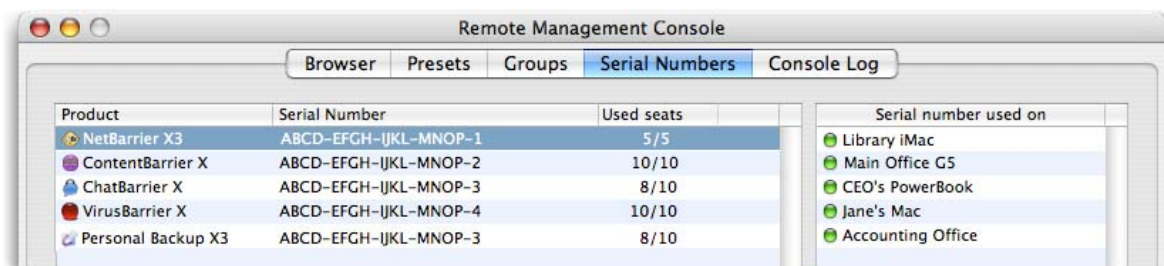 Remote Management Console
Browser Presets Groups Serial Numbers Console Log
Product Serial Number Used seats Serial number used on
NetBarrier X3 ABCD-EFGH-IJKL-MNOP-1 5/5 Library iMac
ContentBarrier X ABCD-EFGH-IJKL-MNOP-2 10/10 Main Office G5
ChatBarrier X ABCD-EFGH-IJKL-MNOP-3 8/10 CEO's PowerBook
VirusBarrier X ABCD-EFGH-IJKL-MNOP-4 10/10 Jane's Mac
Personal Backup X3 ABCD-EFGH-IJKL-MNOP-3 8/10 Accounting Office